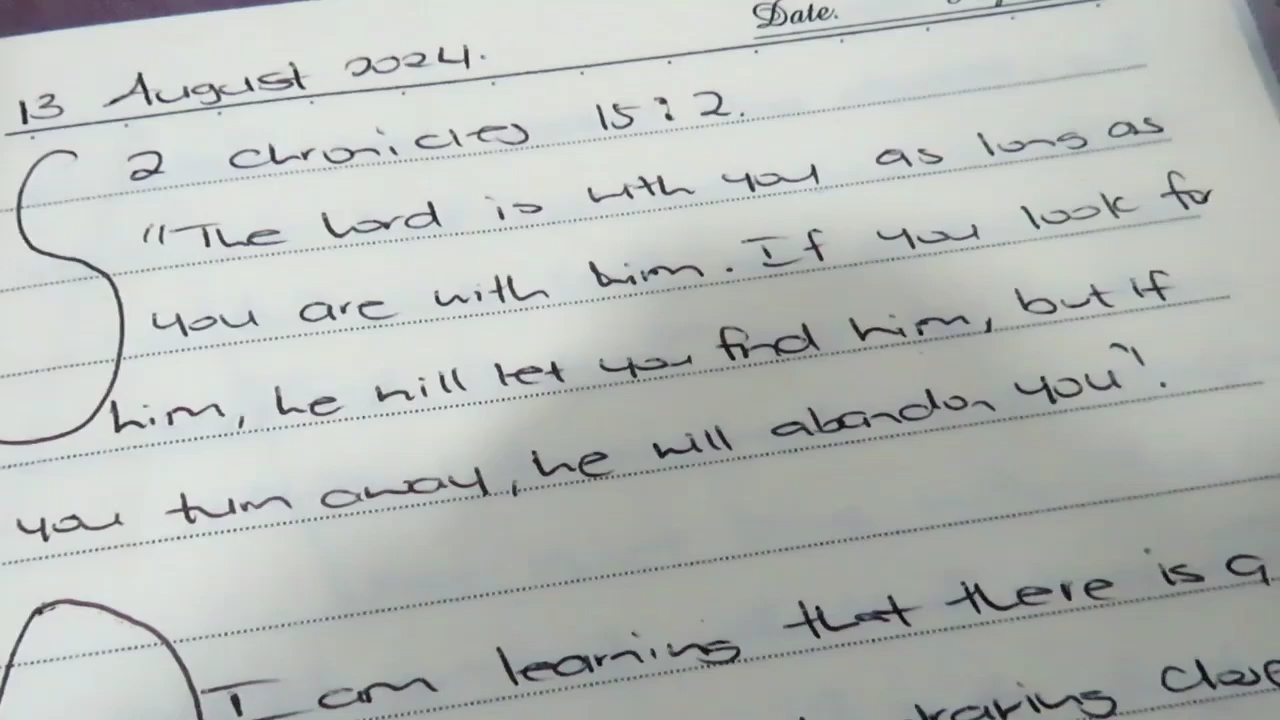 Date.
13 August 2024.
2 chronicles 15:2.
"The Lord is with you as long as
you are with him. If you look for
him, he will let you find him, but if
you turn away, he will abandon you".
I am learning that there is a
close